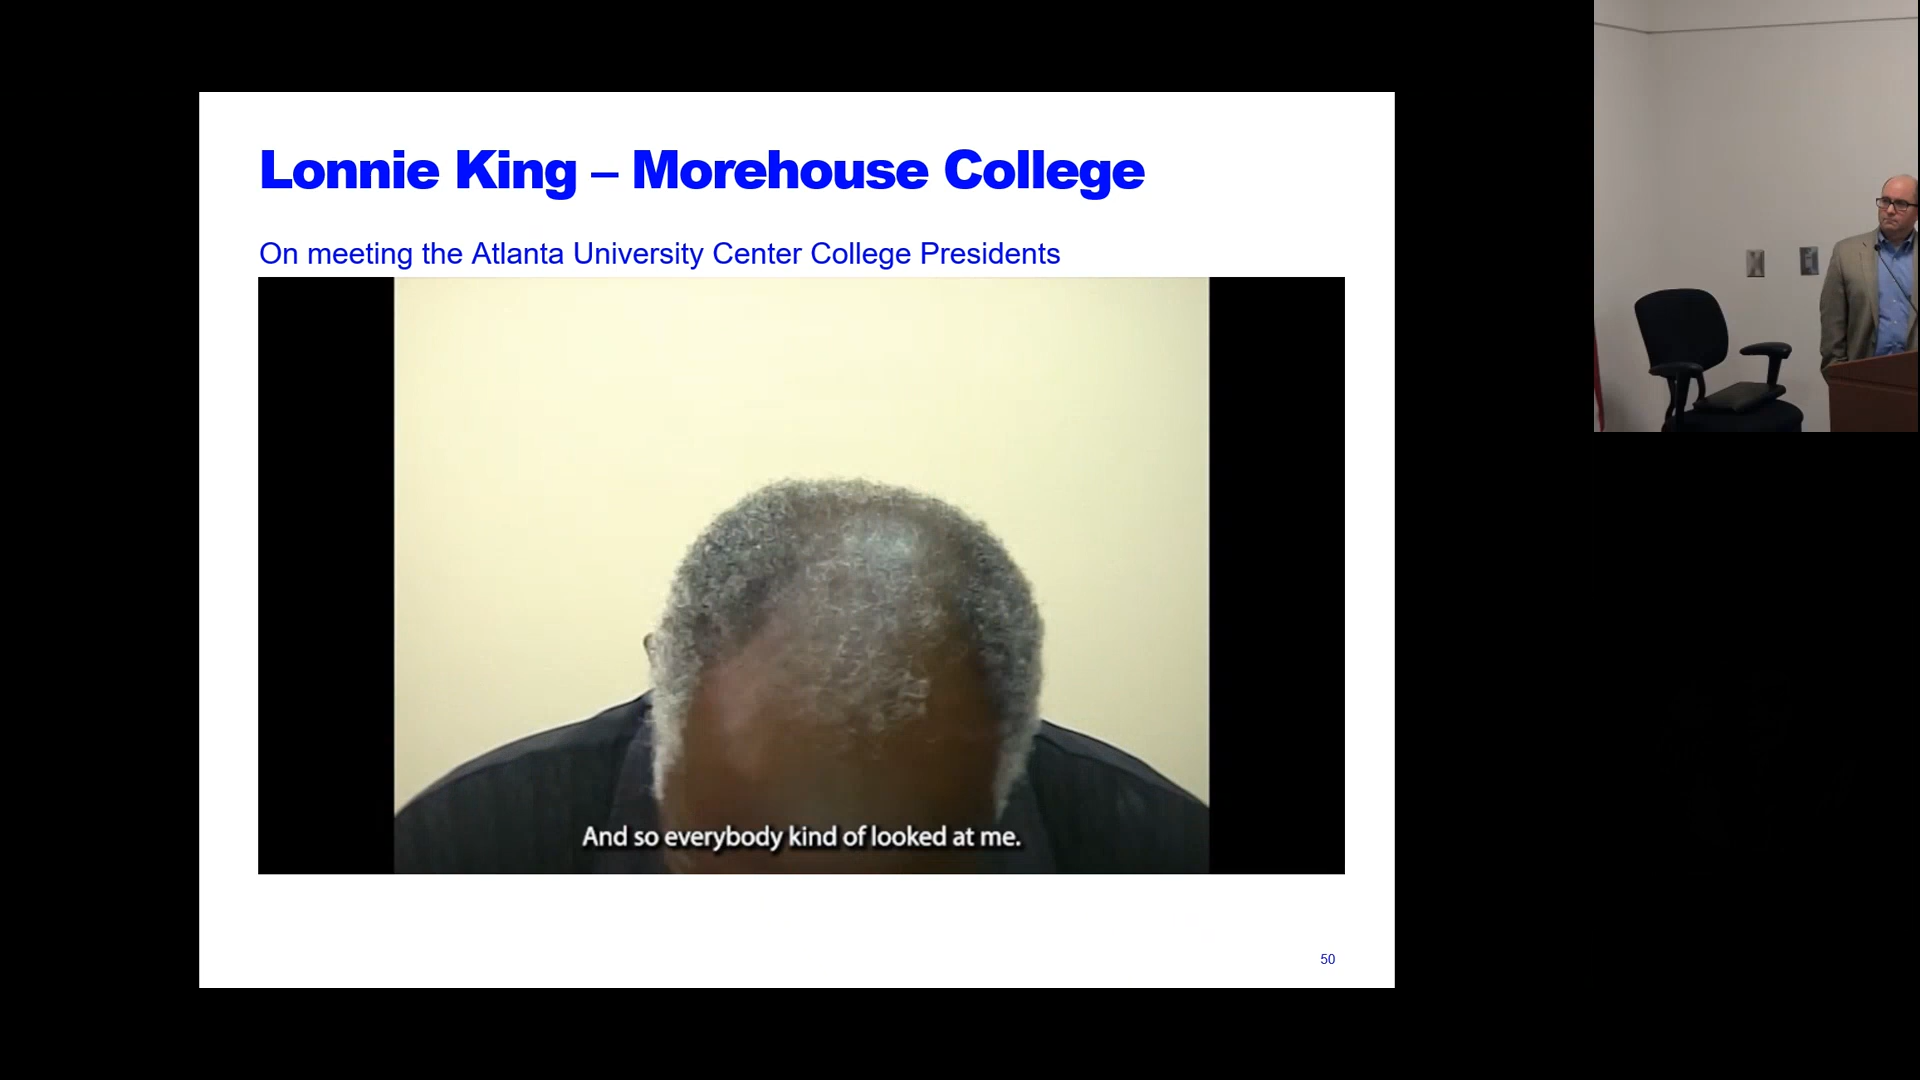 Lonnie King – Morehouse College
On meeting the Atlanta University Center College Presidents
And so everybody kind of looked at me.
50